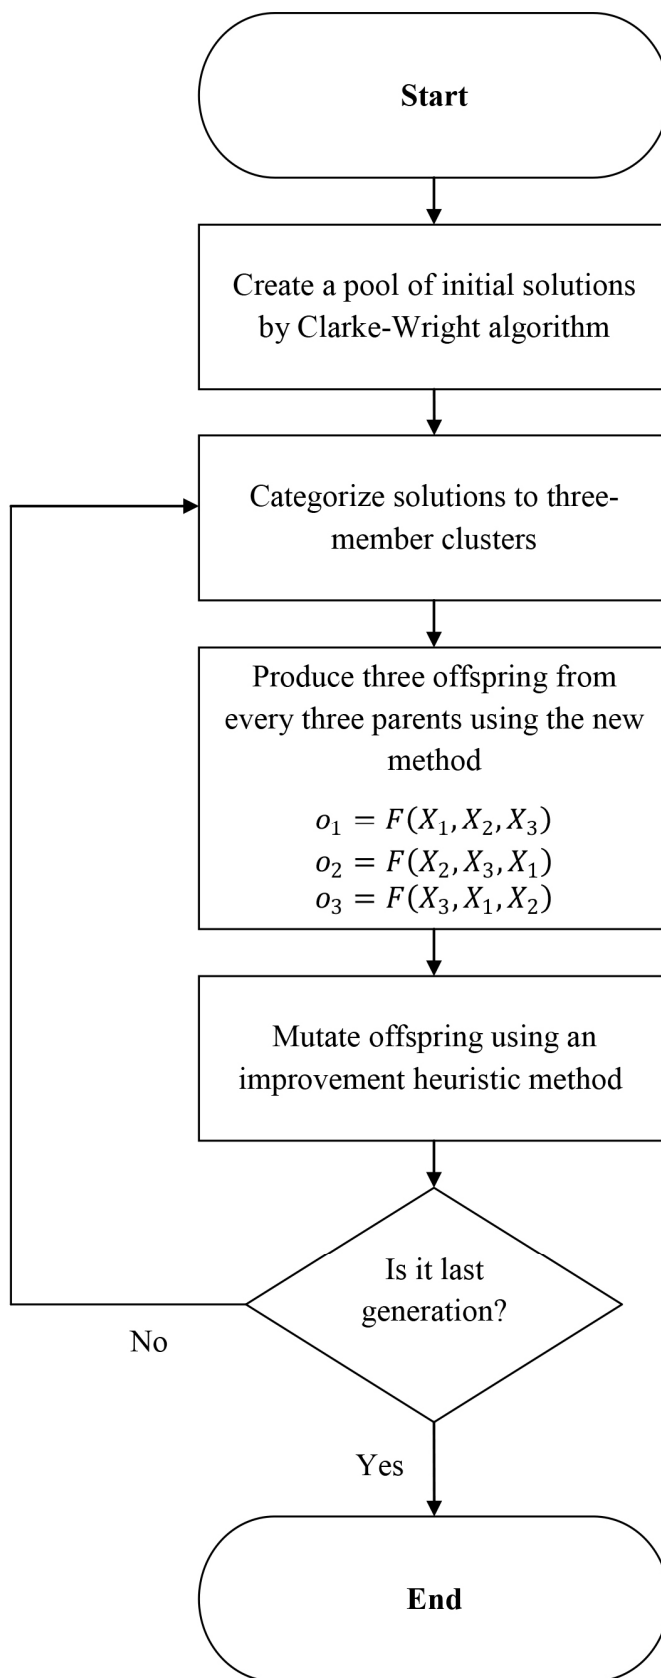 Start
Create a pool of initial solutions
by Clarke-Wright algorithm
Categorize solutions to three-
member clusters
Produce three offspring from
every three parents using the new
method
o₁ = F(X₁, X₂, X₃)
o₂ = F(X₂, X₃, X₁)
o₃ = F(X₃, X₁, X₂)
Mutate offspring using an
improvement heuristic method
Is it last
generation?
No
Yes
End